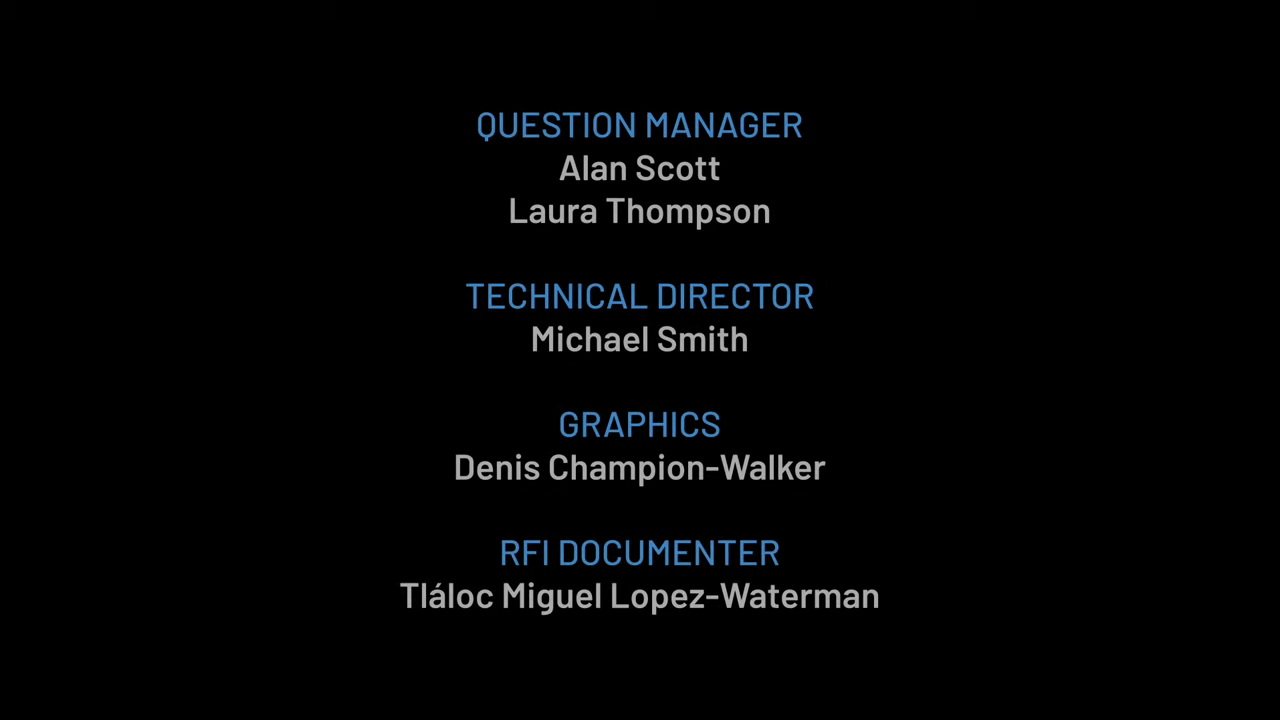 QUESTION MANAGER
Alan Scott
Laura Thompson
TECHNICAL DIRECTOR
Michael Smith
GRAPHICS
Denis Champion-Walker
RFI DOCUMENTER
Tláloc Miguel Lopez-Waterman